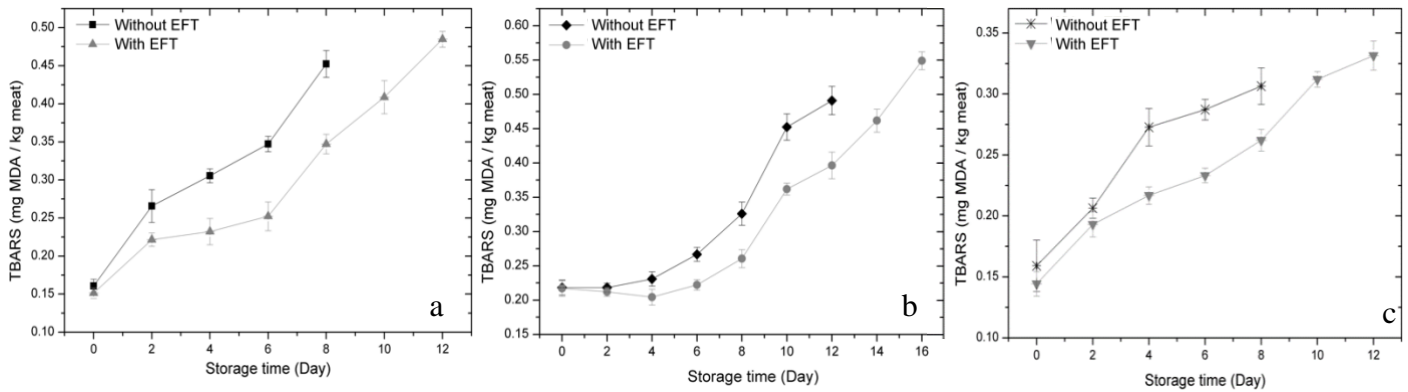 TBARS (mg MDA / kg meat)
0.50
0.45
0.40
0.35
0.30
0.25
0.20
0.15
0.10
Without EFT
With EFT
a
0 2 4 6 8 10 12
Storage time (Day)
TBARS (mg MDA / kg meat)
0.60
0.55
0.50
0.45
0.40
0.35
0.30
0.25
0.20
0.15
Without EFT
With EFT
b
0 2 4 6 8 10 12 14 16
Storage time (Day)
TBARS (mg MDA / kg meat)
0.35
0.30
0.25
0.20
0.15
0.10
Without EFT
With EFT
c
0 2 4 6 8 10 12
Storage time (Day)